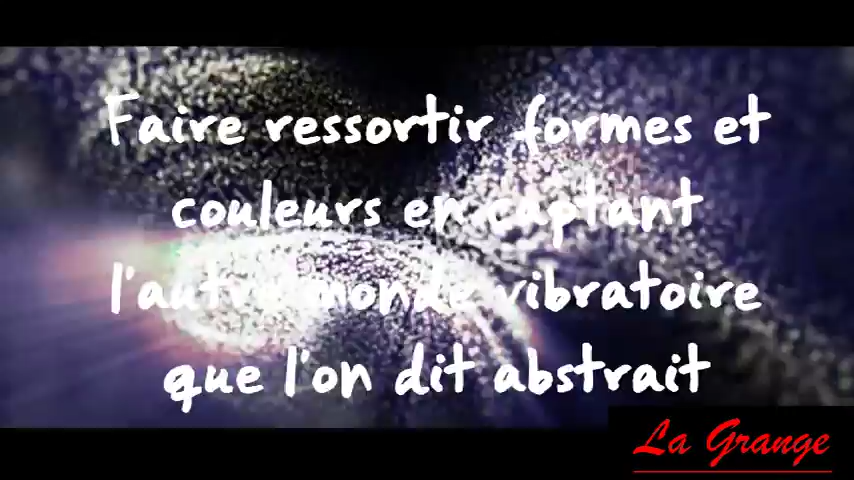 Faire ressortir formes et
couleurs en captant
l'autre monde vibratoire
que l'on dit abstrait
La Grange